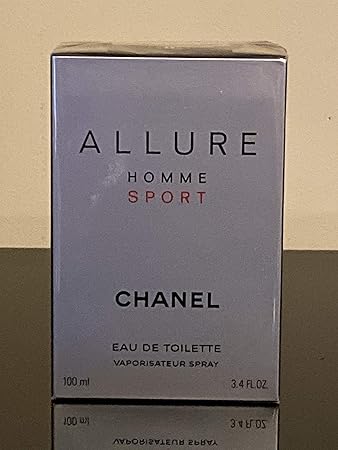 ALLURE
HOMME
SPORT
CHANEL
EAU DE TOILETTE
VAPORISATEUR SPRAY
100 ml 3.4 FL.OZ.